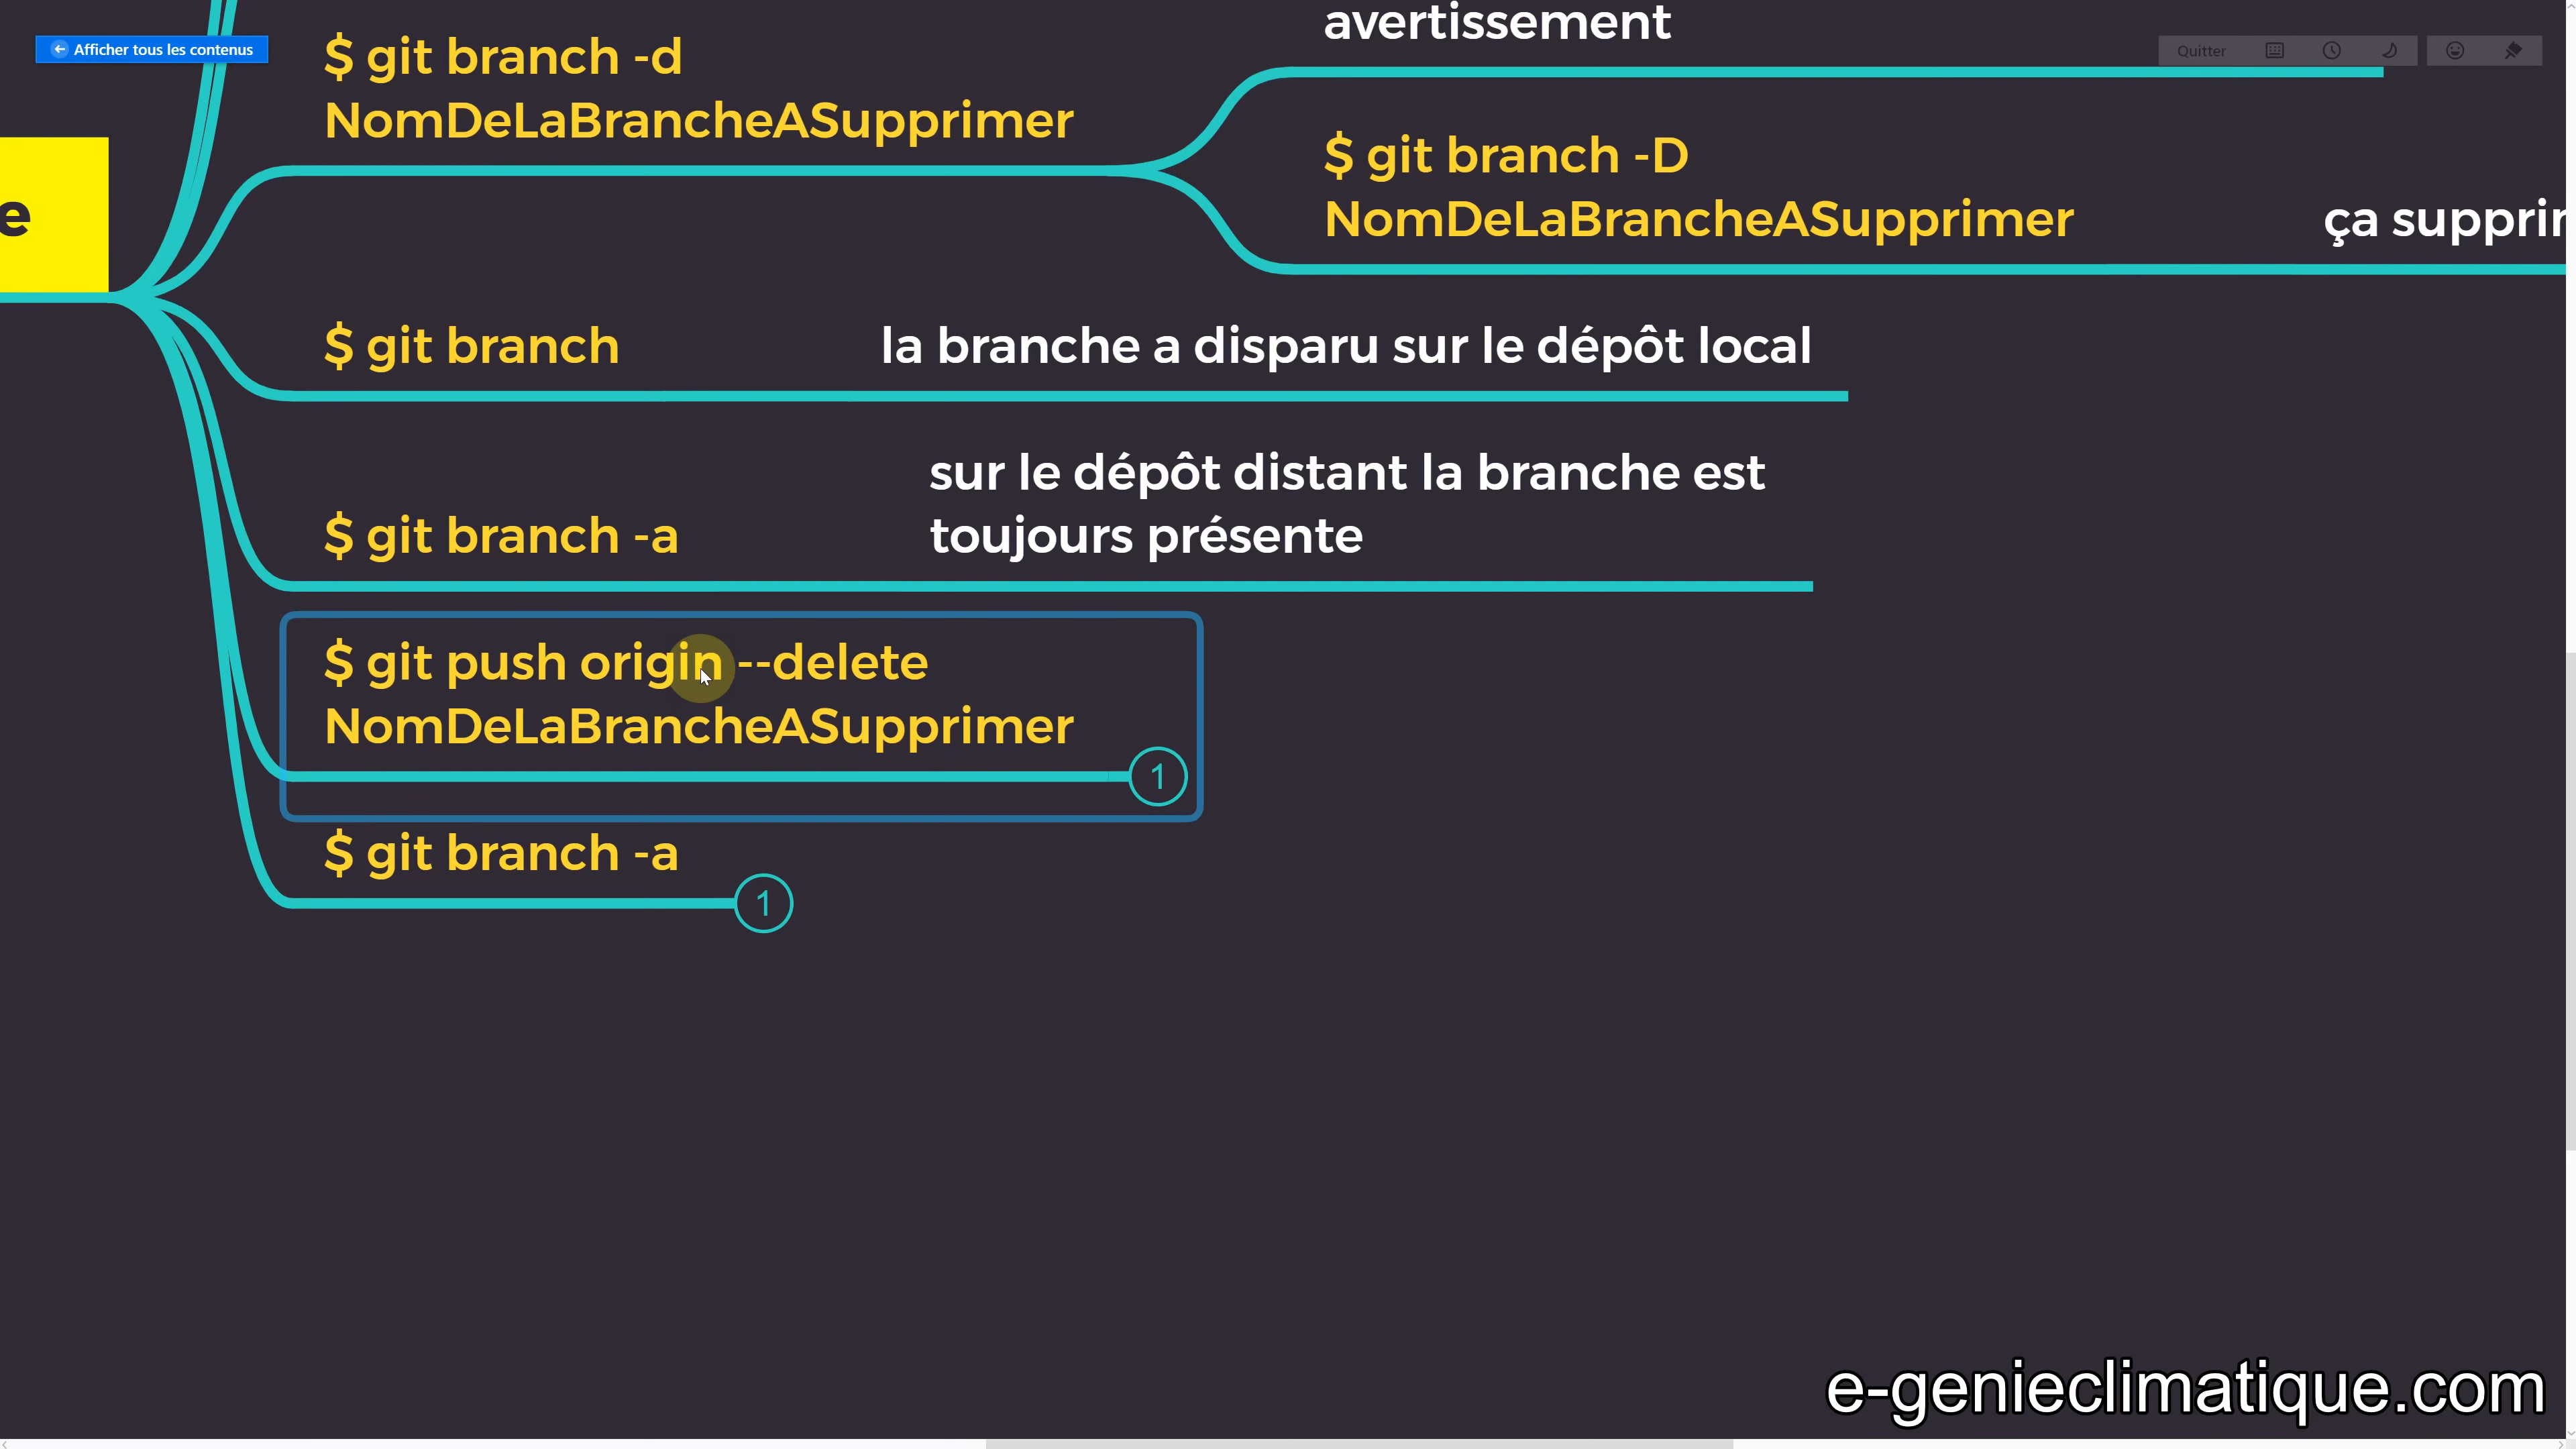 avertissement
Afficher tous les contenus
Quitter
$ git branch -d
NomDeLaBrancheASupprimer
$ git branch -D
NomDeLaBrancheASupprimer
e
$ git branch
la branche a disparu sur le dépôt local
sur le dépôt distant la branche est
toujours présente
$ git branch -a
$ git push origin --delete
NomDeLaBrancheASupprimer
1
$ git branch -a
1
e-genieclimatique.com